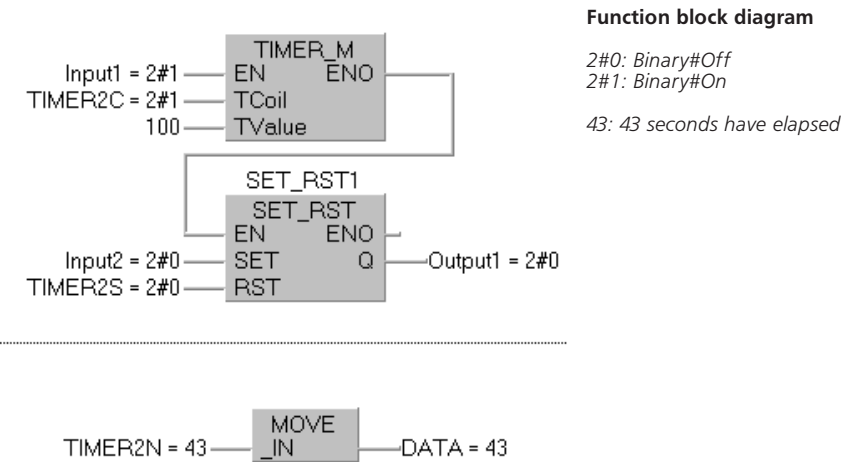 Function block diagram
2#0: Binary#Off
2#1: Binary#On
43: 43 seconds have elapsed
TIMER_M
Input1 = 2#1 EN ENO
TIMER2C = 2#1 TCoil
100 TValue
SET_RST1
SET_RST
EN ENO
Input2 = 2#0 SET Q Output1 = 2#0
TIMER2S = 2#0 RST
MOVE
TIMER2N = 43 _IN DATA = 43